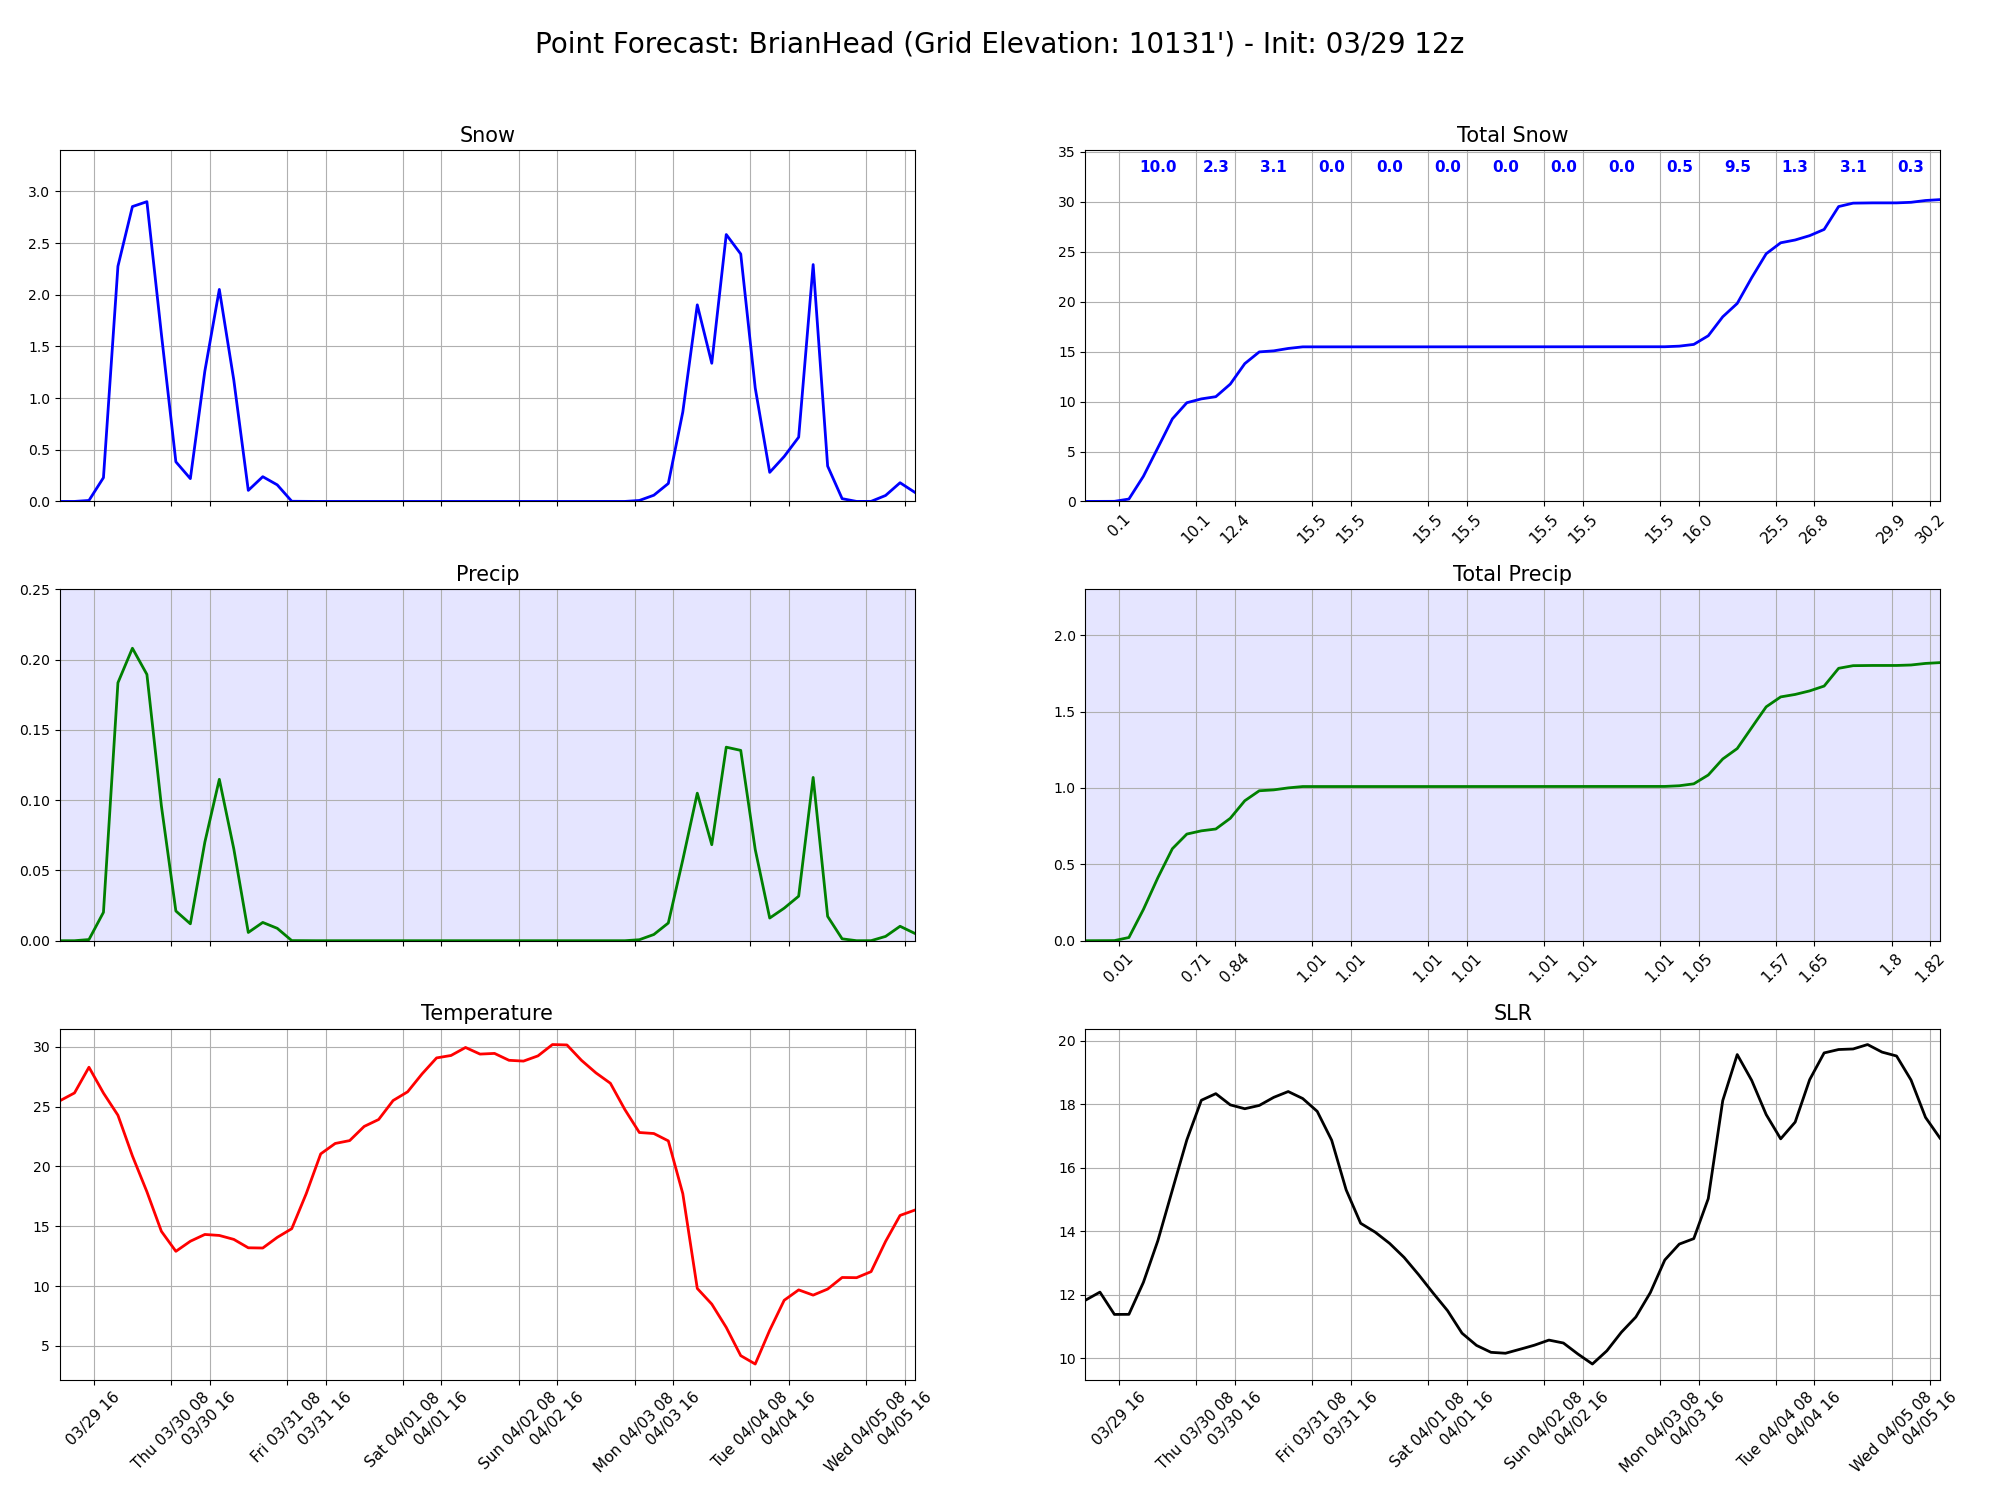 Point Forecast: BrianHead (Grid Elevation: 10131') - Init: 03/29 12z
Snow
3.0
2.5
2.0
1.5
1.0
0.5
0.0
Total Snow
35
30
25
20
15
10
5
0
10.0 2.3 3.1 0.0 0.0 0.0 0.0 0.0 0.0 0.5 9.5 1.3 3.1 0.3
0.1 10.1 12.4 15.5 15.5 15.5 15.5 15.5 15.5 15.5 16.0 25.5 26.8 29.9 30.2
Precip
0.25
0.20
0.15
0.10
0.05
0.00
Total Precip
2.0
1.5
1.0
0.5
0.0
0.01 0.71 0.84 1.01 1.01 1.01 1.01 1.01 1.01 1.01 1.05 1.57 1.65 1.8 1.82
Temperature
30
25
20
15
10
5
03/29 16
Thu 03/30 08
03/30 16
Fri 03/31 08
03/31 16
Sat 04/01 08
04/01 16
Sun 04/02 08
04/02 16
Mon 04/03 08
04/03 16
Tue 04/04 08
04/04 16
Wed 04/05 08
04/05 16
SLR
20
18
16
14
12
10
03/29 16
Thu 03/30 08
03/30 16
Fri 03/31 08
03/31 16
Sat 04/01 08
04/01 16
Sun 04/02 08
04/02 16
Mon 04/03 08
04/03 16
Tue 04/04 08
04/04 16
Wed 04/05 08
04/05 16